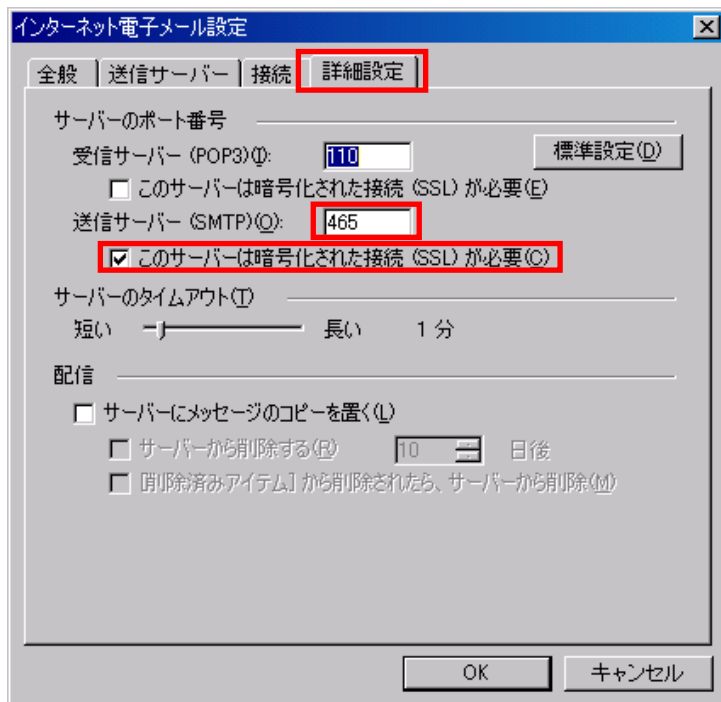 インターネット電子メール設定
全般 送信サーバー 接続 詳細設定
サーバーのポート番号
受信サーバー (POP3)(I): 110 標準設定(D)
このサーバーは暗号化された接続 (SSL) が必要(E)
送信サーバー (SMTP)(O): 465
このサーバーは暗号化された接続 (SSL) が必要(C)
サーバーのタイムアウト(T)
短い 長い 1 分
配信
サーバーにメッセージのコピーを置く(L)
サーバーから削除する(R) 10 日後
[削除済みアイテム] から削除されたら、サーバーから削除(M)
OK キャンセル